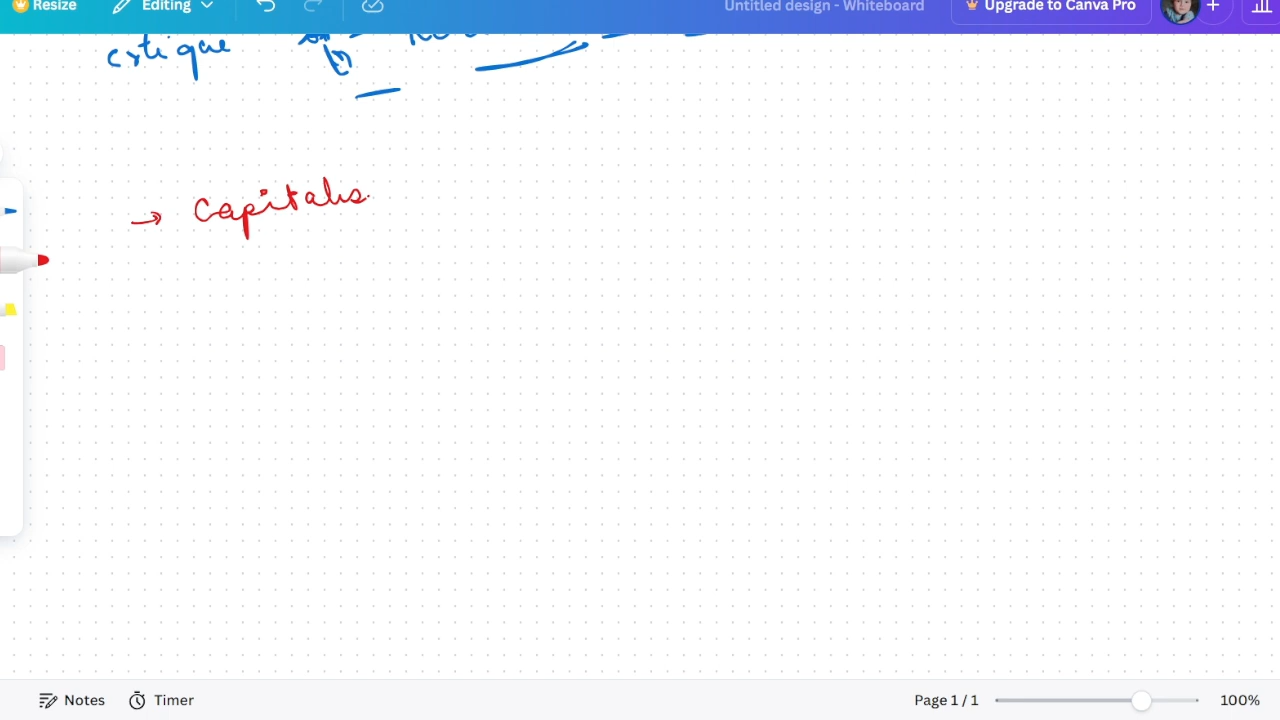 Resize Editing Untitled design - Whiteboard Upgrade to Canva Pro +
critique
→ Capitalis
Notes Timer Page 1 / 1 100%